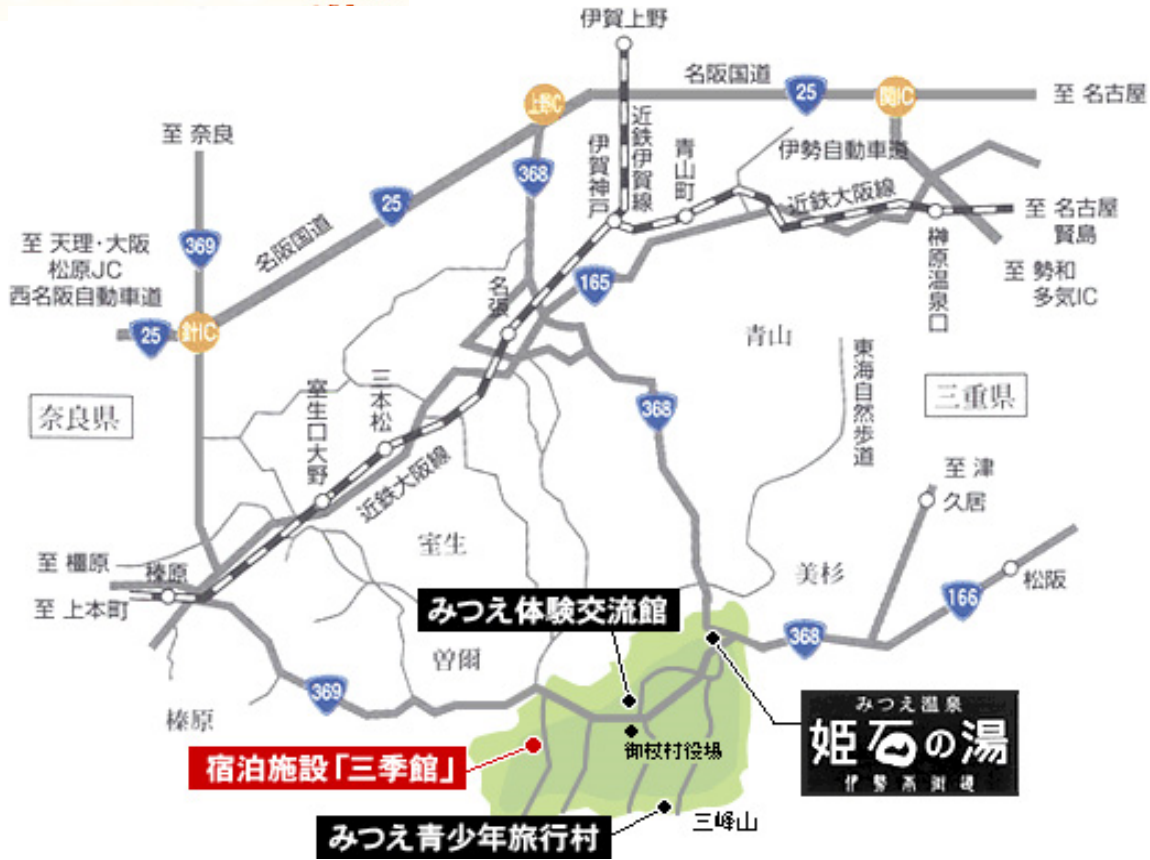 伊賀上野
名阪国道
25
関IC
至 名古屋
上野IC
至 奈良
368
伊賀神戸
近鉄伊賀線
青山町
伊勢自動車道
近鉄大阪線
至 名古屋
賢島
25
369
名阪国道
至 天理・大阪
松原JC
西名阪自動車道
25
針IC
165
榊原温泉口
至 勢和
多気IC
名張
青山
東海自然歩道
三重県
奈良県
室生口大野
三本松
368
近鉄大阪線
至 津
久居
室生
至 橿原
榛原
至 上本町
美杉
松阪
166
みつえ体験交流館
368
曽爾
369
榛原
みつえ温泉
姫石の湯
伊勢本街道
御杖村役場
宿泊施設「三季館」
三峰山
みつえ青少年旅行村